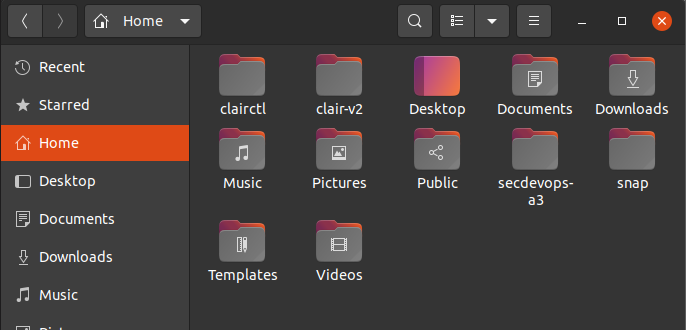 Home
Recent
Starred
Home
Desktop
Documents
Downloads
Music
clairctl
clair-v2
Desktop
Documents
Downloads
Music
Pictures
Public
secdevops-
a3
snap
Templates
Videos